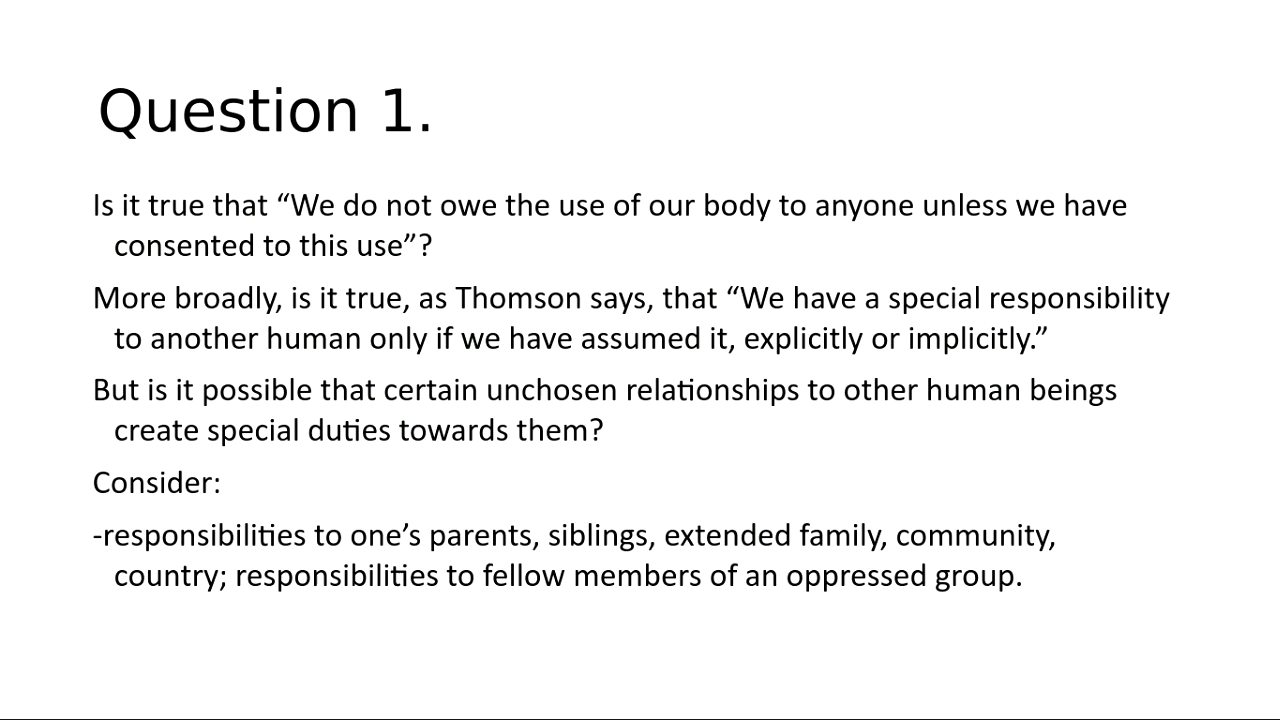 Question 1.
Is it true that “We do not owe the use of our body to anyone unless we have
consented to this use”?
More broadly, is it true, as Thomson says, that “We have a special responsibility
to another human only if we have assumed it, explicitly or implicitly.”
But is it possible that certain unchosen relationships to other human beings
create special duties towards them?
Consider:
-responsibilities to one’s parents, siblings, extended family, community,
country; responsibilities to fellow members of an oppressed group.